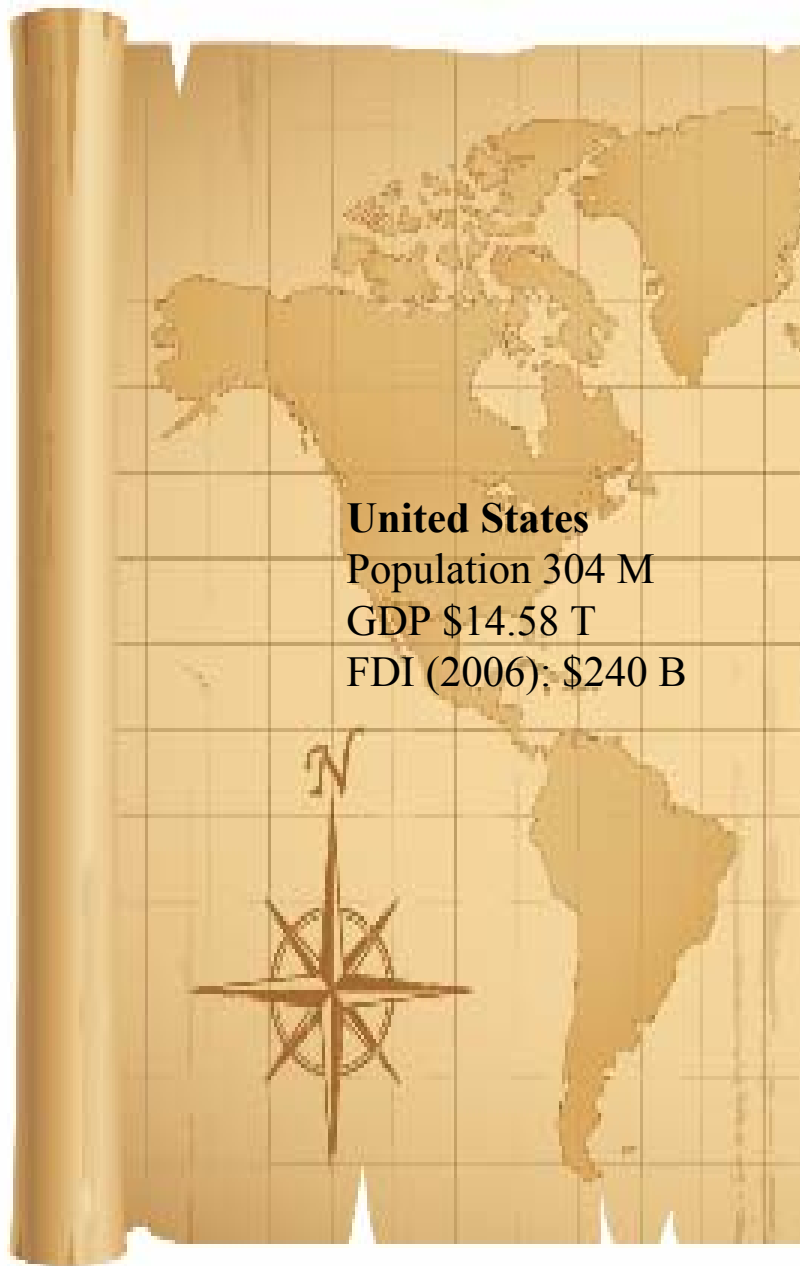 United States
Population 304 M
GDP $14.58 T
FDI (2006): $240 B
N